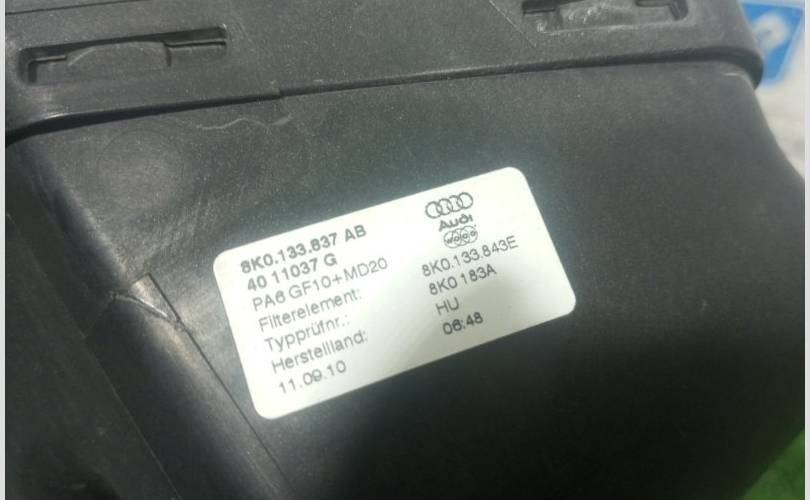 8K0.133.837 AB
40 11037 G
PA6 GF10+MD20
Filterelement: 8K0.133.843E
Typprüfnr.: 8K0 183A
Herstellland: HU
11.09.10 06:48
Audi